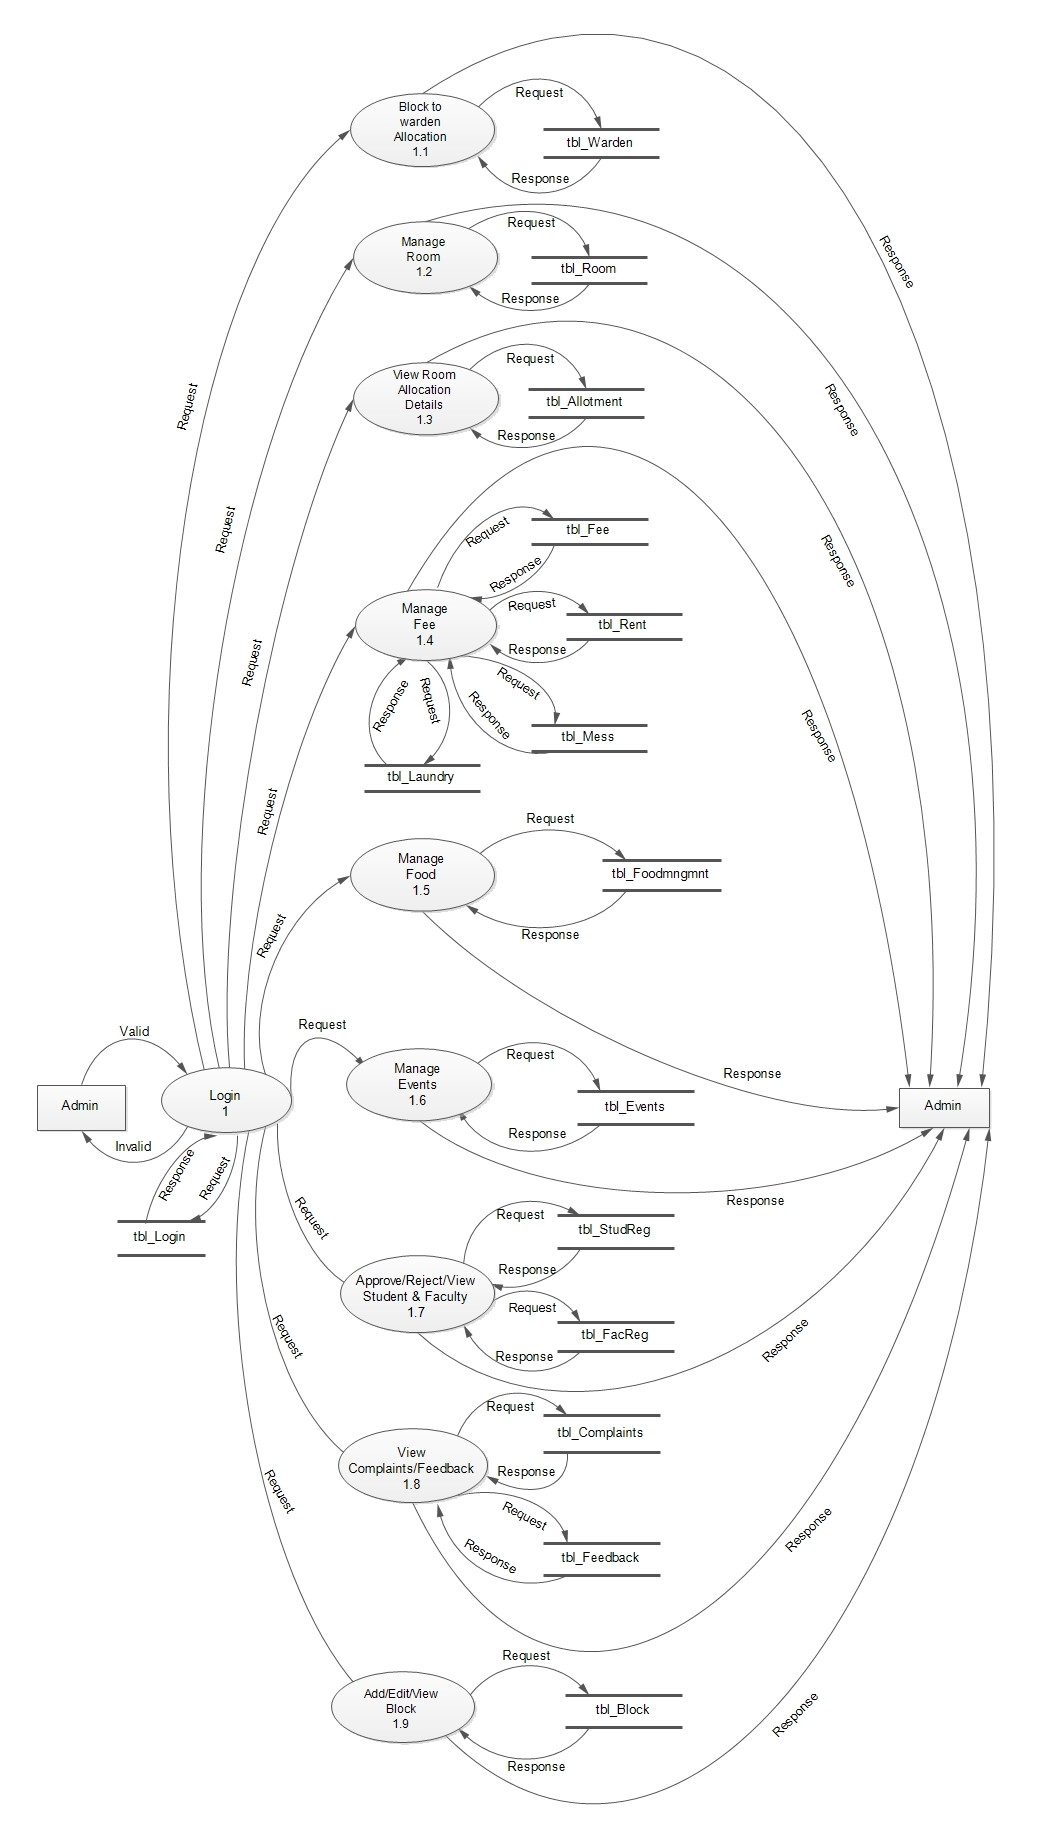 Block to
warden
Allocation
1.1
Request
tbl_Warden
Response
Response
Request
Manage
Room
1.2
Request
tbl_Room
Response
Response
Request
View Room
Allocation
Details
1.3
Request
tbl_Allotment
Response
Response
Request
Manage
Fee
1.4
Request
tbl_Fee
Response
Request
tbl_Rent
Response
Request
tbl_Mess
Response
Request
tbl_Laundry
Response
Response
Request
Manage
Food
1.5
Request
tbl_Foodmngmnt
Response
Response
Request
Valid
Admin
Invalid
Login
1
Response
Request
tbl_Login
Request
Manage
Events
1.6
Request
tbl_Events
Response
Response
Admin
Request
Approve/Reject/View
Student & Faculty
1.7
Request
tbl_StudReg
Response
Request
tbl_FacReg
Response
Response
Request
View
Complaints/Feedback
1.8
Request
tbl_Complaints
Response
Request
tbl_Feedback
Response
Response
Request
Add/Edit/View
Block
1.9
Request
tbl_Block
Response
Response